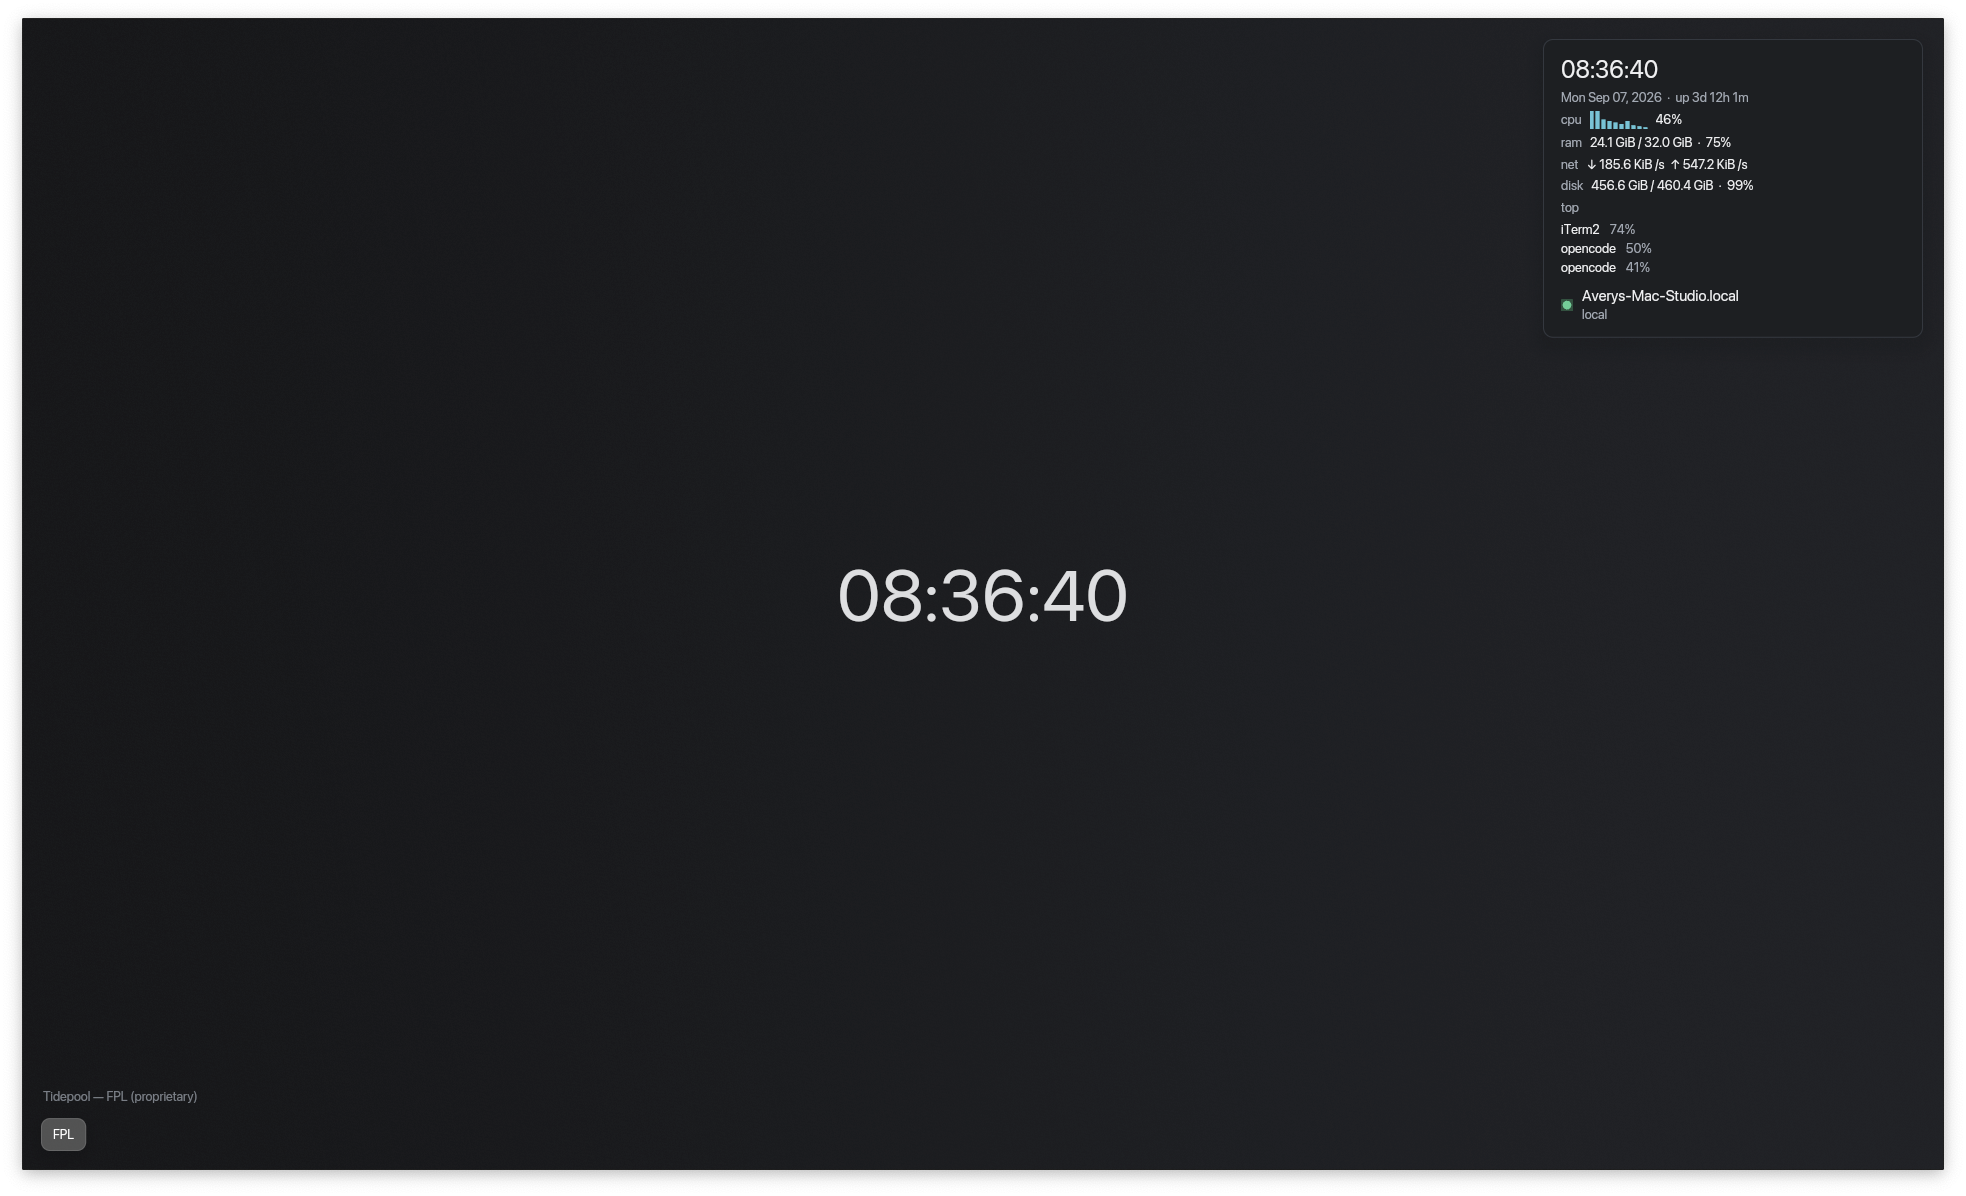 08:36:40
Mon Sep 07, 2026 · up 3d 12h 1m
cpu 46%
ram 24.1 GiB / 32.0 GiB · 75%
net ↓ 185.6 KiB/s ↑ 547.2 KiB/s
disk 456.6 GiB / 460.4 GiB · 99%
top
iTerm2 74%
opencode 50%
opencode 41%
Averys-Mac-Studio.local
local
08:36:40
Tidepool — FPL (proprietary)
FPL